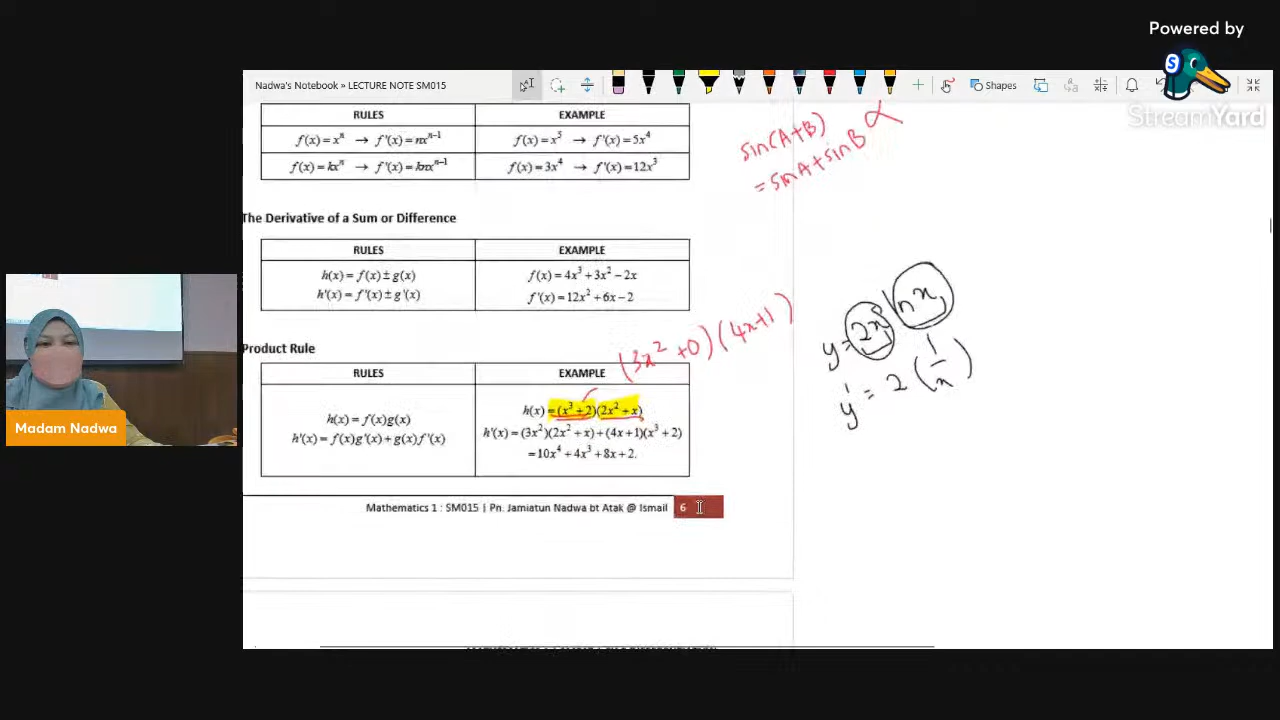 Powered by
S
StreamYard
Nadwa's Notebook » LECTURE NOTE SM015
Shapes
RULES EXAMPLE
f(x) = xⁿ → f'(x) = nxⁿ⁻¹ f(x) = x⁵ → f'(x) = 5x⁴
f(x) = kxⁿ → f'(x) = knxⁿ⁻¹ f(x) = 3x⁴ → f'(x) = 12x³
sin(A+B)
= sinA + sinB
The Derivative of a Sum or Difference
RULES EXAMPLE
h(x) = f(x) ± g(x) f(x) = 4x³ + 3x² − 2x
h'(x) = f'(x) ± g'(x) f'(x) = 12x² + 6x − 2
(3x² + 0)(4x+1)
Product Rule
RULES EXAMPLE
h(x) = f(x)g(x) h(x) = (x³ + 2)(2x² + x)
h'(x) = f(x)g'(x) + g(x)f'(x) h'(x) = (3x²)(2x² + x) + (4x + 1)(x³ + 2)
= 10x⁴ + 4x³ + 8x + 2.
y = 2x ln x
y' = 2 (1/x)
Mathematics 1 : SM015 | Pn. Jamiatun Nadwa bt Atak @ Ismail 6
Madam Nadwa